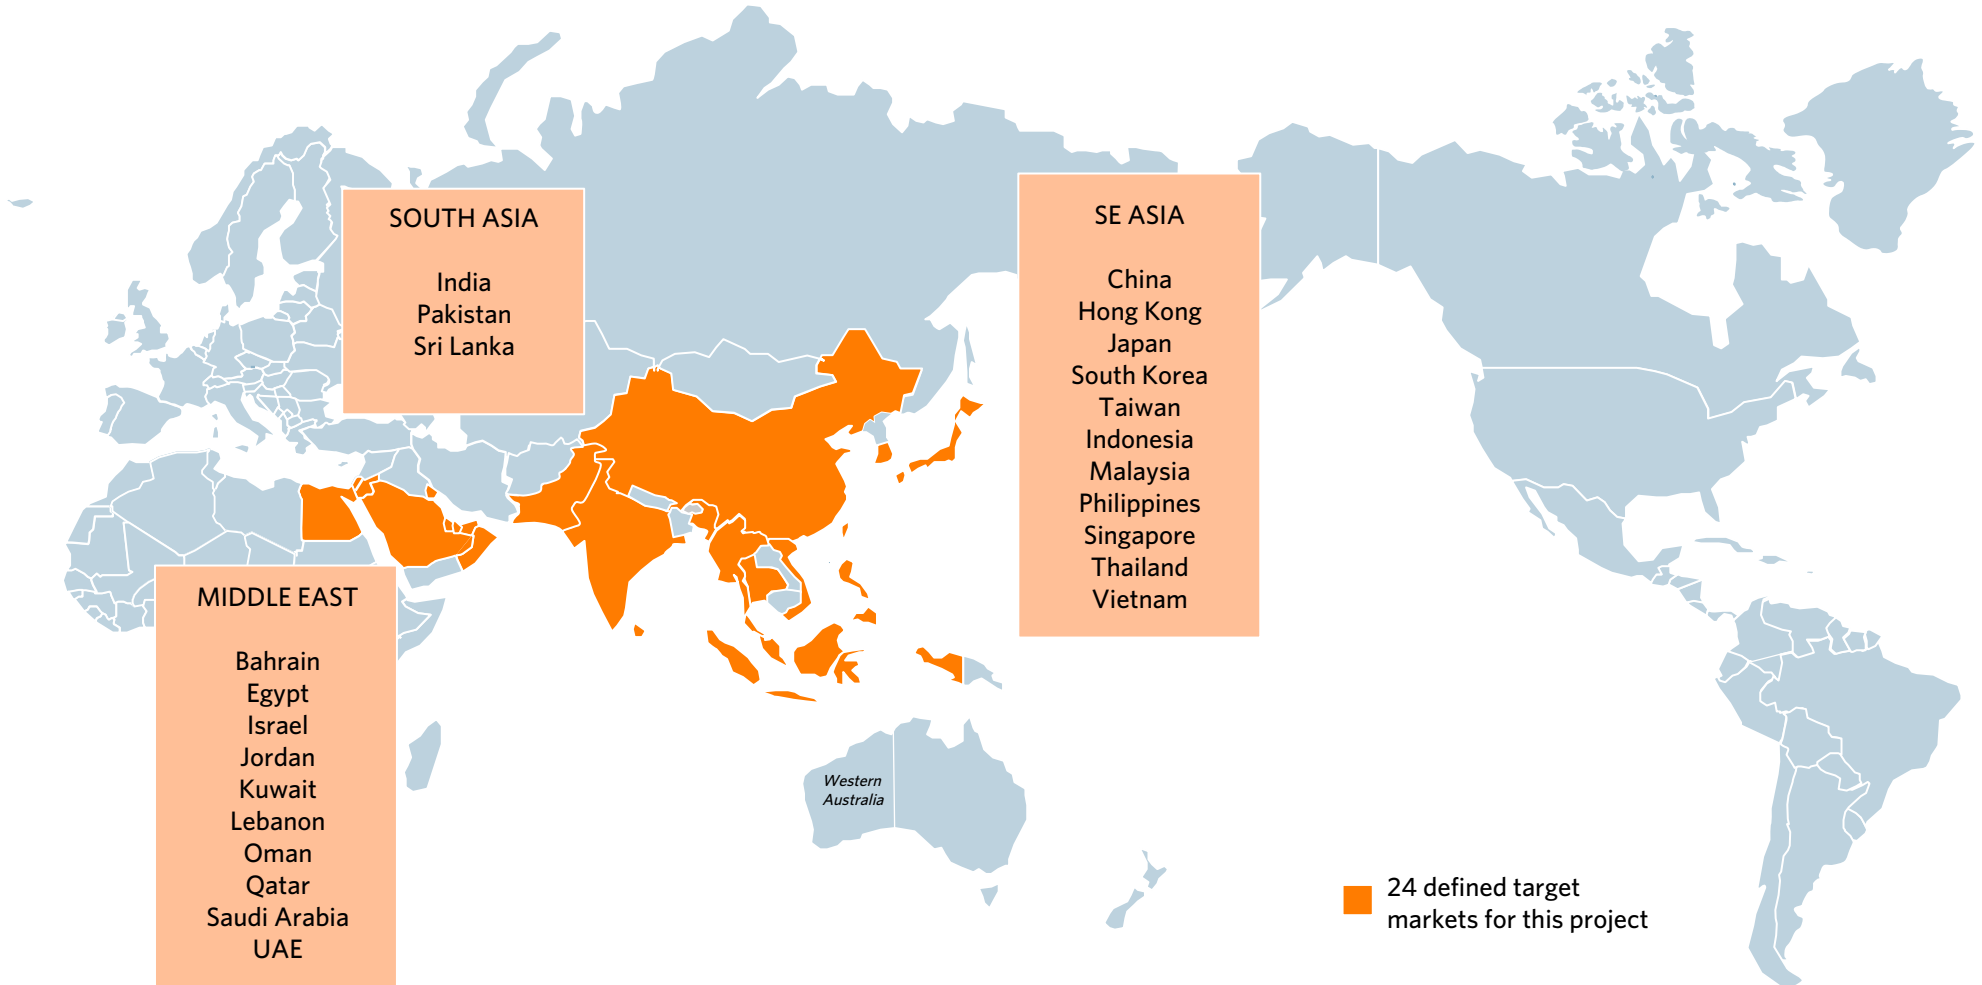 SOUTH ASIA
India
Pakistan
Sri Lanka
SE ASIA
China
Hong Kong
Japan
South Korea
Taiwan
Indonesia
Malaysia
Philippines
Singapore
Thailand
Vietnam
MIDDLE EAST
Bahrain
Egypt
Israel
Jordan
Kuwait
Lebanon
Oman
Qatar
Saudi Arabia
UAE
Western
Australia
24 defined target
markets for this project